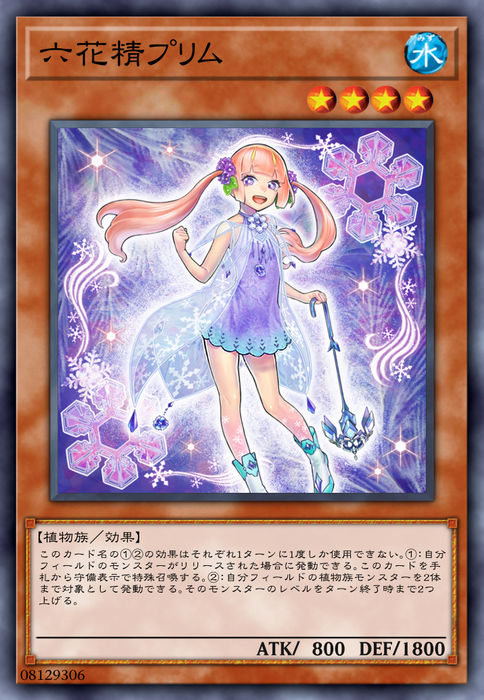 六花精プリム
みず
水
【植物族／効果】
このカード名の①②の効果はそれぞれ1ターンに1度しか使用できない。①：自分
フィールドのモンスターがリリースされた場合に発動できる。このカードを手
札から守備表示で特殊召喚する。②：自分フィールドの植物族モンスターを2体
まで対象として発動できる。そのモンスターのレベルをターン終了時まで2つ
上げる。
ATK/ 800 DEF/1800
08129306